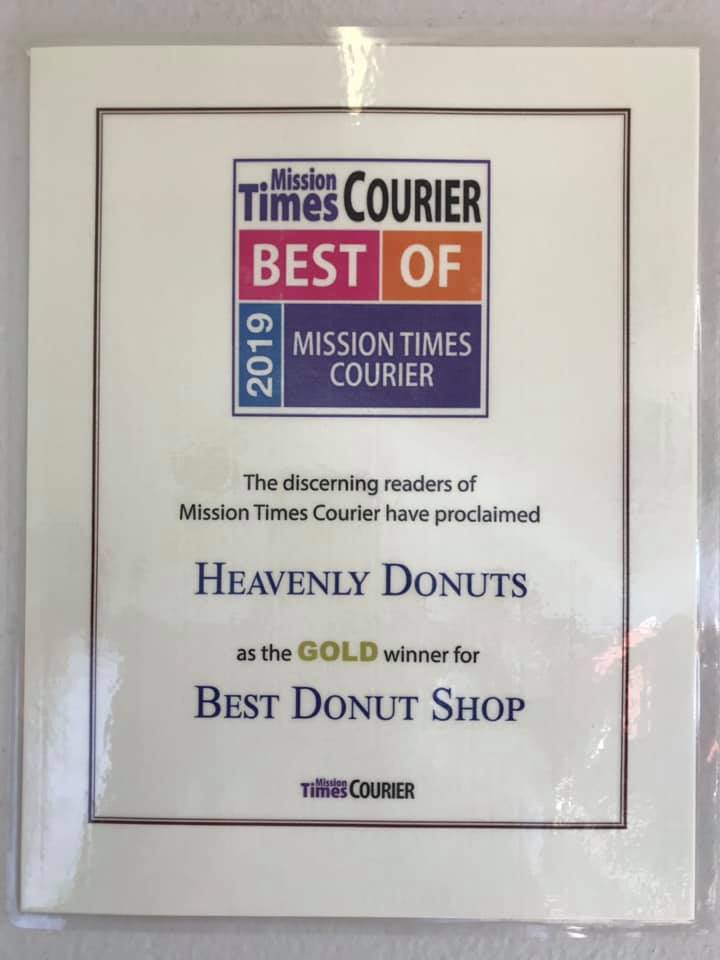 Mission
Times COURIER
BEST OF
2019
MISSION TIMES
COURIER
The discerning readers of
Mission Times Courier have proclaimed
HEAVENLY DONUTS
as the GOLD winner for
BEST DONUT SHOP
Mission
Times COURIER